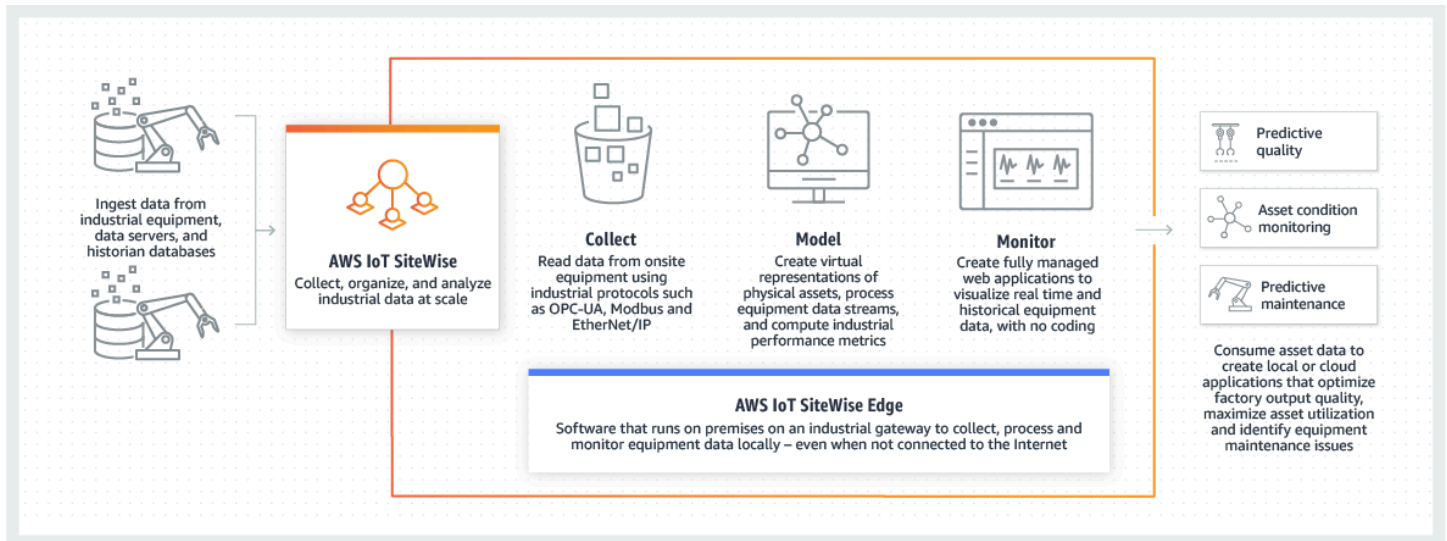 Ingest data from
industrial equipment,
data servers, and
historian databases
AWS IoT SiteWise
Collect, organize, and analyze
industrial data at scale
Collect
Read data from onsite
equipment using
industrial protocols such
as OPC-UA, Modbus and
EtherNet/IP
Model
Create virtual
representations of
physical assets, process
equipment data streams,
and compute industrial
performance metrics
Monitor
Create fully managed
web applications to
visualize real time and
historical equipment
data, with no coding
AWS IoT SiteWise Edge
Software that runs on premises on an industrial gateway to collect, process and
monitor equipment data locally – even when not connected to the Internet
Predictive
quality
Asset condition
monitoring
Predictive
maintenance
Consume asset data to
create local or cloud
applications that optimize
factory output quality,
maximize asset utilization
and identify equipment
maintenance issues